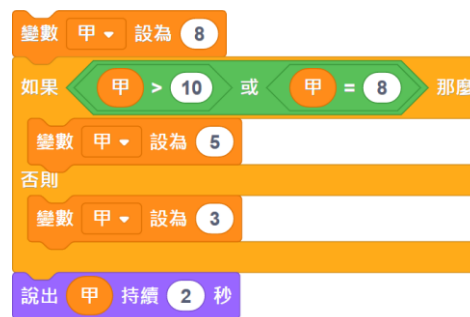 變數 甲 設為 8
如果 甲 > 10 或 甲 = 8 那麼
變數 甲 設為 5
否則
變數 甲 設為 3
說出 甲 持續 2 秒